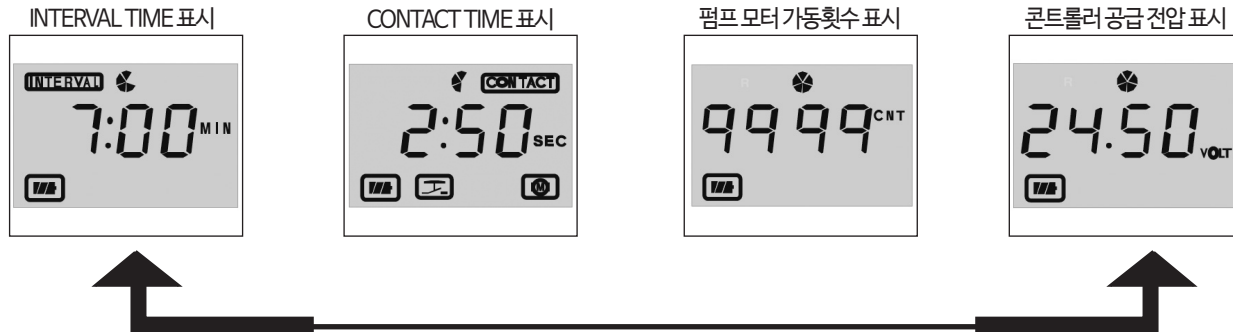 INTERVAL TIME 표시
CONTACT TIME 표시
펌프 모터 가동횟수 표시
콘트롤러 공급 전압 표시
INTERVAL
7:00 MIN
CONTACT
2:50 SEC
M
R
9999 CNT
R
24.50 VOLT